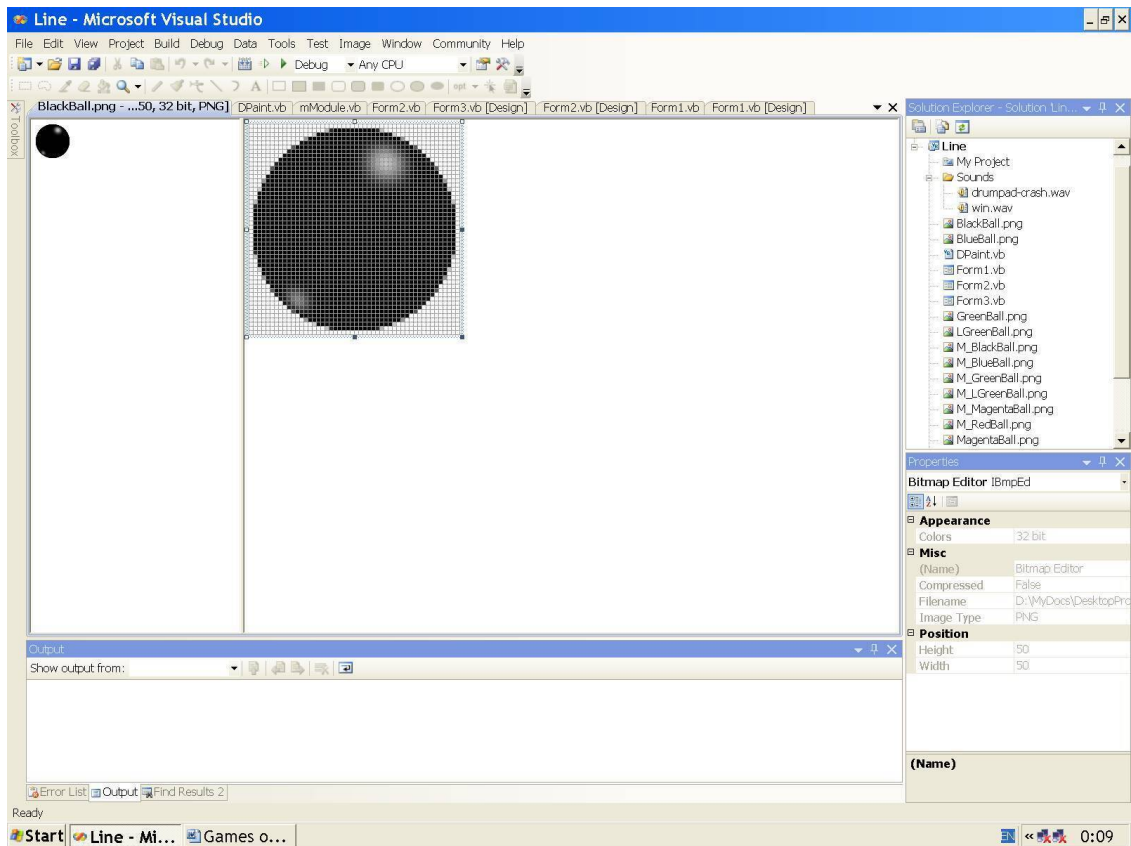 Line - Microsoft Visual Studio
File Edit View Project Build Debug Data Tools Test Image Window Community Help
Debug Any CPU
A opt
BlackBall.png - ...50, 32 bit, PNG] DPaint.vb mModule.vb Form2.vb Form3.vb [Design] Form2.vb [Design] Form1.vb Form1.vb [Design]
Toolbox
Solution Explorer - Solution 'Lin...
Line
My Project
Sounds
drumpad-crash.wav
win.wav
BlackBall.png
BlueBall.png
DPaint.vb
Form1.vb
Form2.vb
Form3.vb
GreenBall.png
LGreenBall.png
M_BlackBall.png
M_BlueBall.png
M_GreenBall.png
M_LGreenBall.png
M_MagentaBall.png
M_RedBall.png
MagentaBall.png
Properties
Bitmap Editor IBmpEd
Appearance
Colors 32 bit
Misc
(Name) Bitmap Editor
Compressed False
Filename D:\MyDocs\DesktopPro
Image Type PNG
Position
Height 50
Width 50
(Name)
Output
Show output from:
Error List Output Find Results 2
Ready
Start Line - Mi... Games o... EN « 0:09